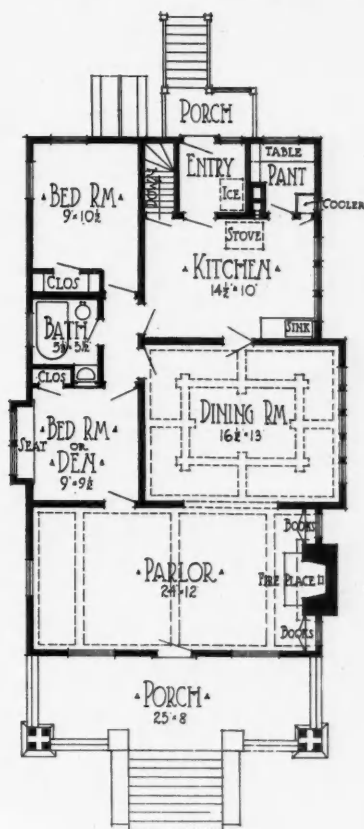 PORCH
TABLE
ENTRY
PANT
BED RM
9'·10½
DOWN
ICE
COOLER
STOVE
KITCHEN
14½·10'
CLOS
BATH
5½·5½
SINK
CLOS
DINING RM
16½·13
BED RM
OR
DEN
9'·9½
SEAT
BOOKS
PARLOR
24·12
FIRE PLACE
BOOKS
PORCH
25·8